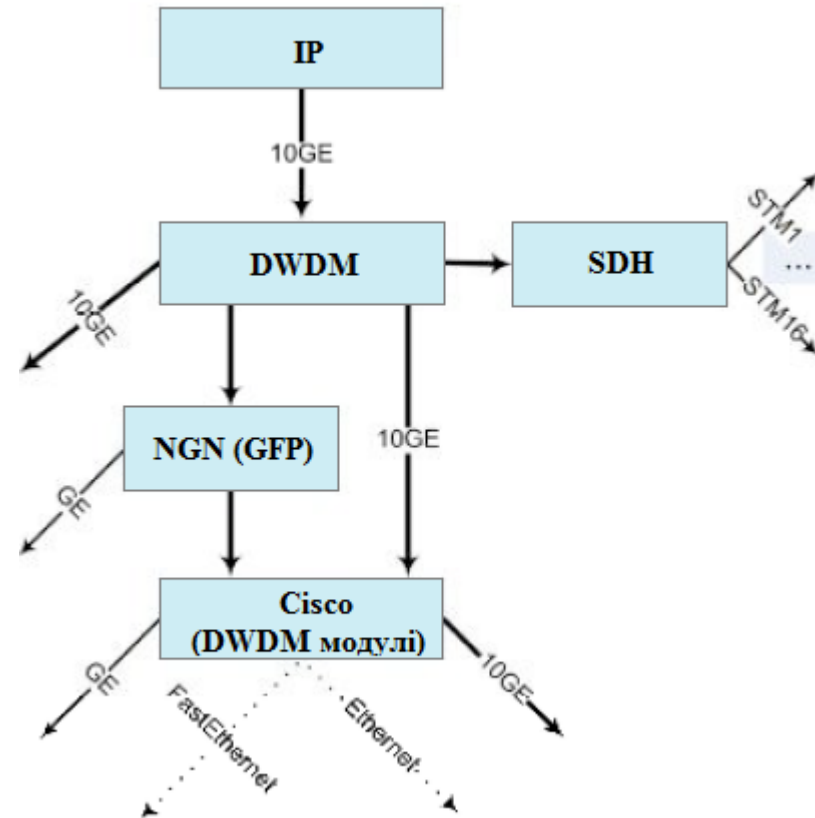 IP
10GE
DWDM
SDH
STM1
...
STM16
10GE
NGN (GFP)
10GE
GE
Cisco
(DWDM модулі)
GE
FastEthernet
Ethernet
10GE